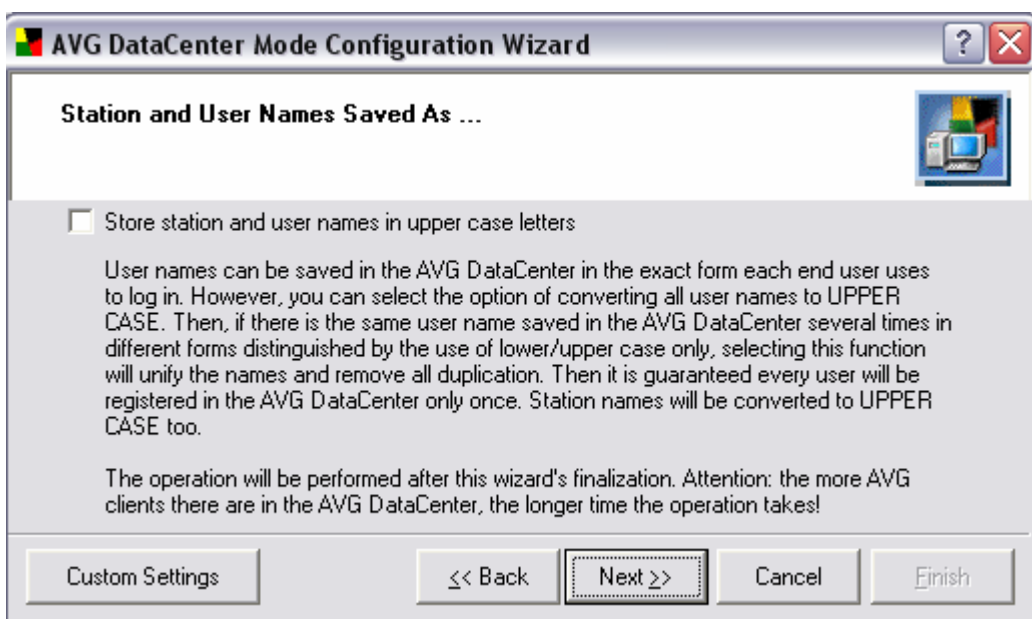 AVG DataCenter Mode Configuration Wizard
Station and User Names Saved As ...
Store station and user names in upper case letters
User names can be saved in the AVG DataCenter in the exact form each end user uses
to log in. However, you can select the option of converting all user names to UPPER
CASE. Then, if there is the same user name saved in the AVG DataCenter several times in
different forms distinguished by the use of lower/upper case only, selecting this function
will unify the names and remove all duplication. Then it is guaranteed every user will be
registered in the AVG DataCenter only once. Station names will be converted to UPPER
CASE too.
The operation will be performed after this wizard's finalization. Attention: the more AVG
clients there are in the AVG DataCenter, the longer time the operation takes!
Custom Settings
<< Back
Next >>
Cancel
Finish